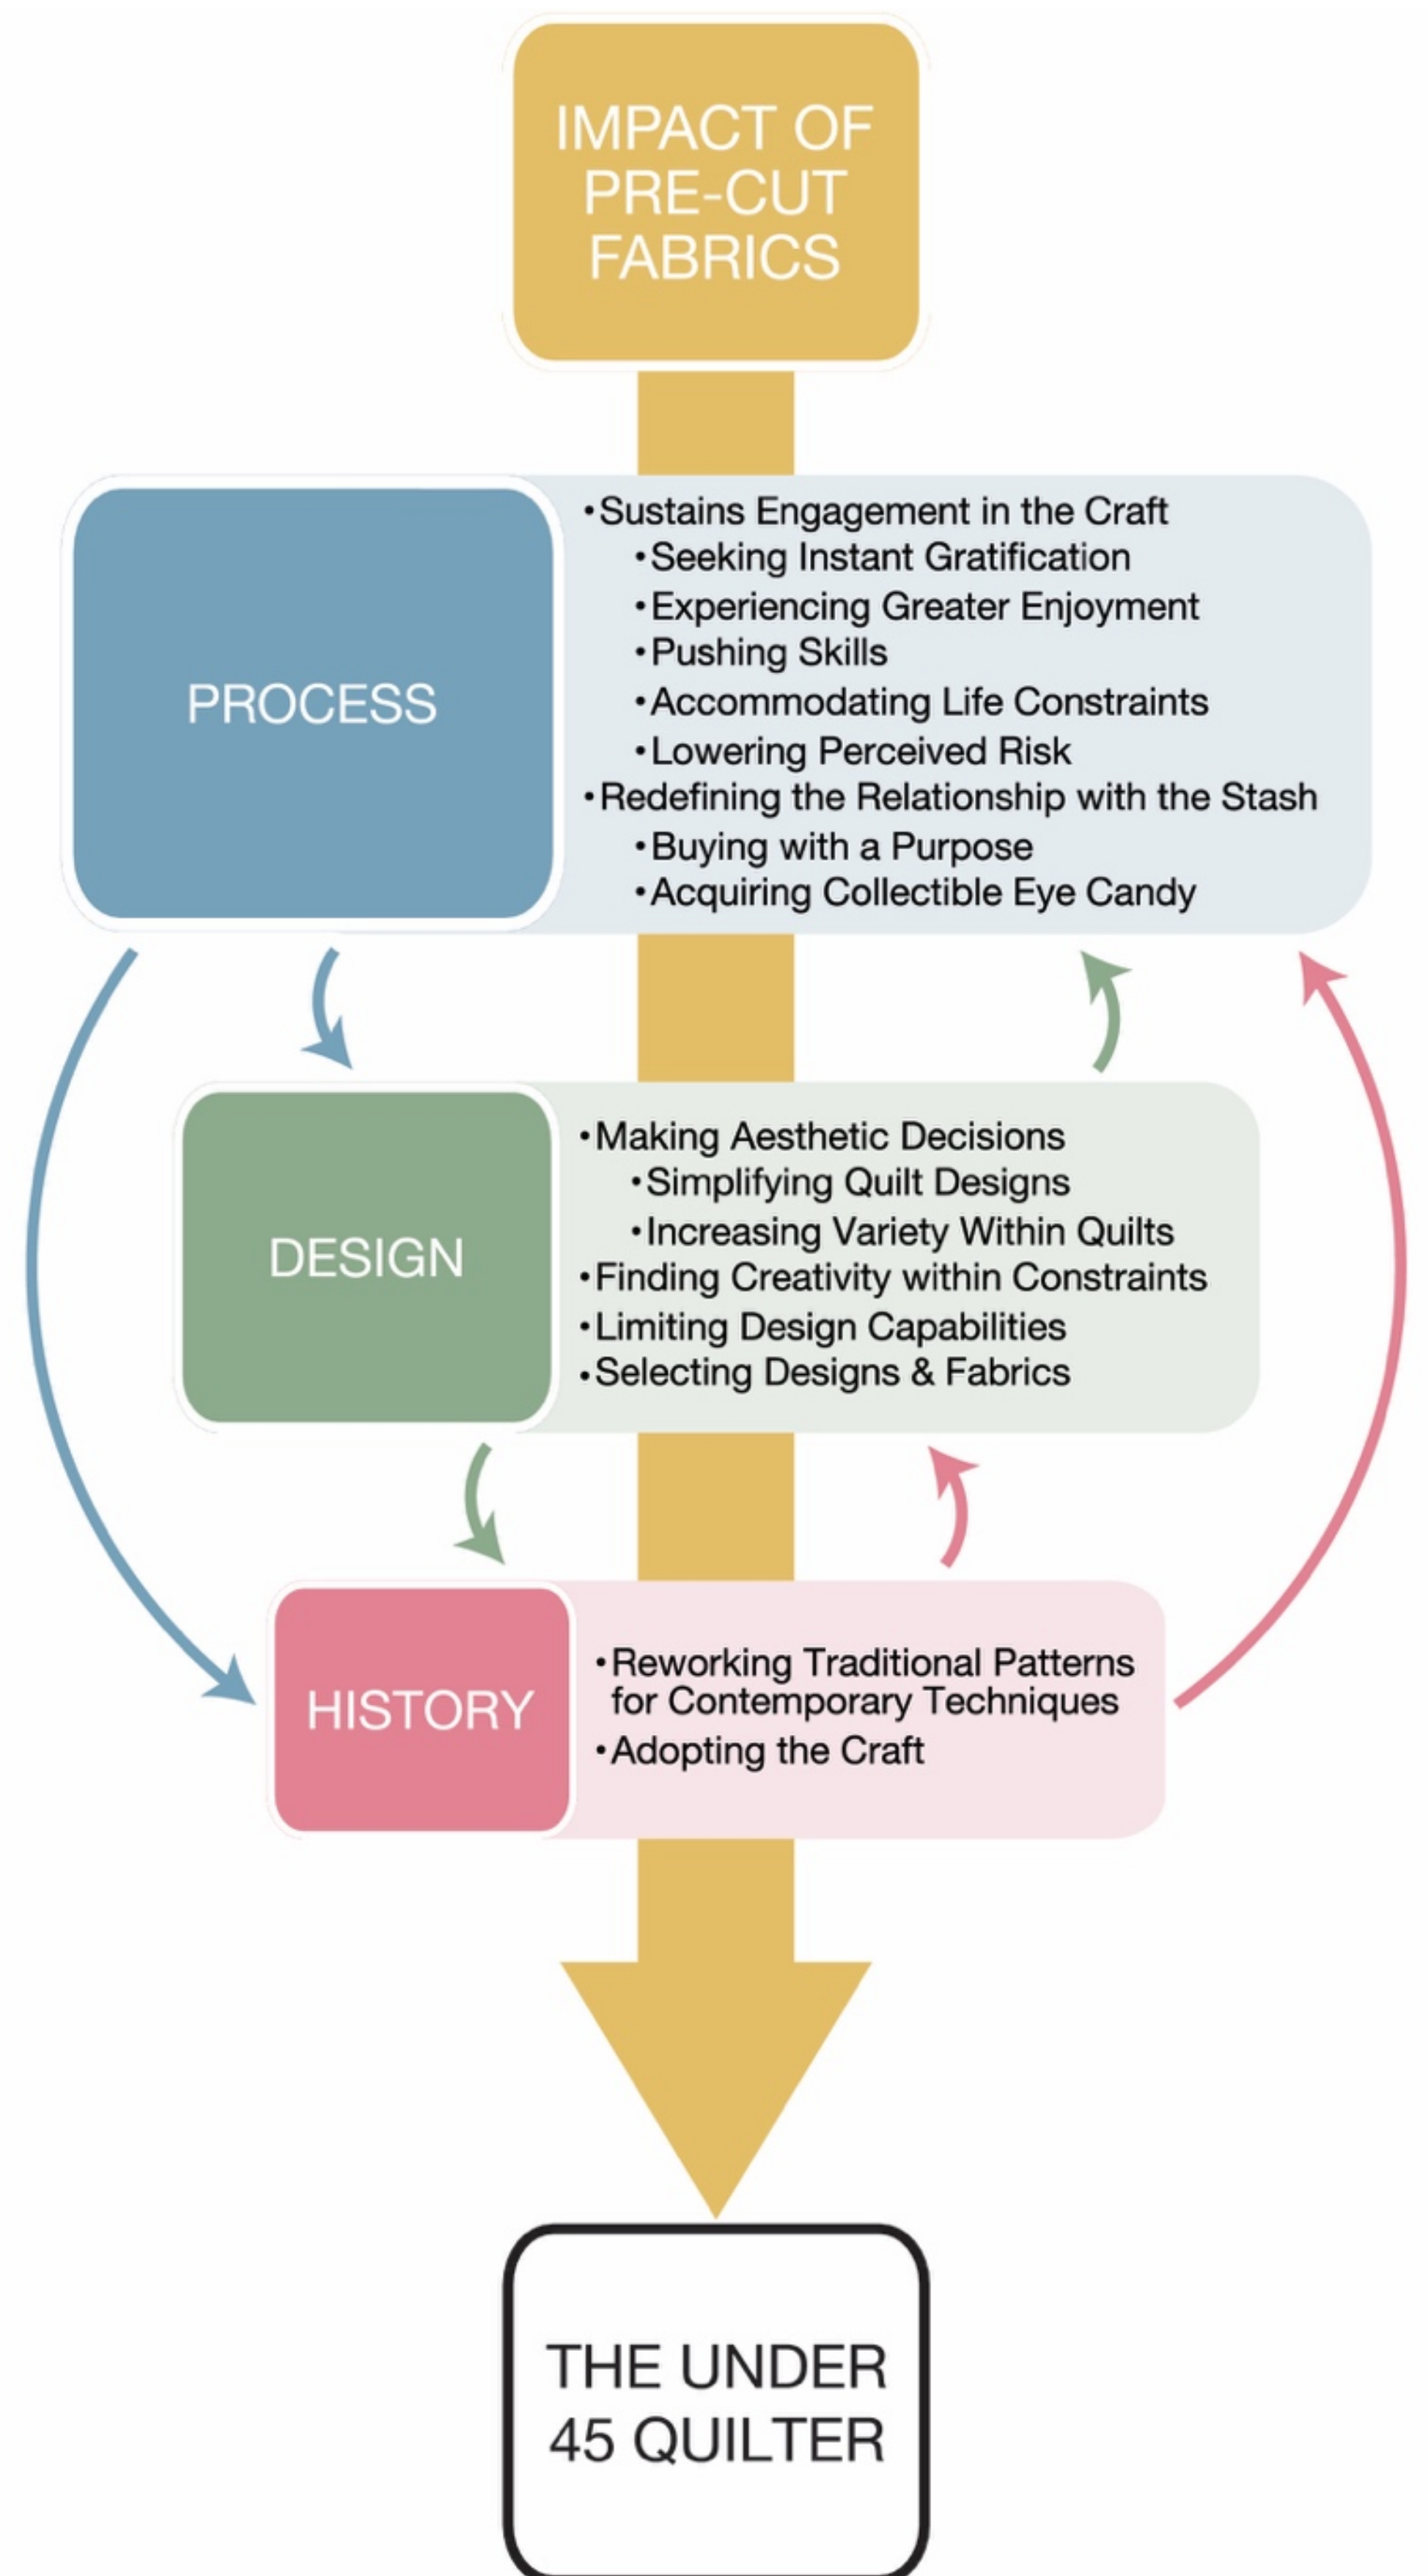 IMPACT OF
PRE-CUT
FABRICS
PROCESS
•Sustains Engagement in the Craft
•Seeking Instant Gratification
•Experiencing Greater Enjoyment
•Pushing Skills
•Accommodating Life Constraints
•Lowering Perceived Risk
•Redefining the Relationship with the Stash
•Buying with a Purpose
•Acquiring Collectible Eye Candy
DESIGN
•Making Aesthetic Decisions
•Simplifying Quilt Designs
•Increasing Variety Within Quilts
•Finding Creativity within Constraints
•Limiting Design Capabilities
•Selecting Designs & Fabrics
HISTORY
•Reworking Traditional Patterns
for Contemporary Techniques
•Adopting the Craft
THE UNDER
45 QUILTER